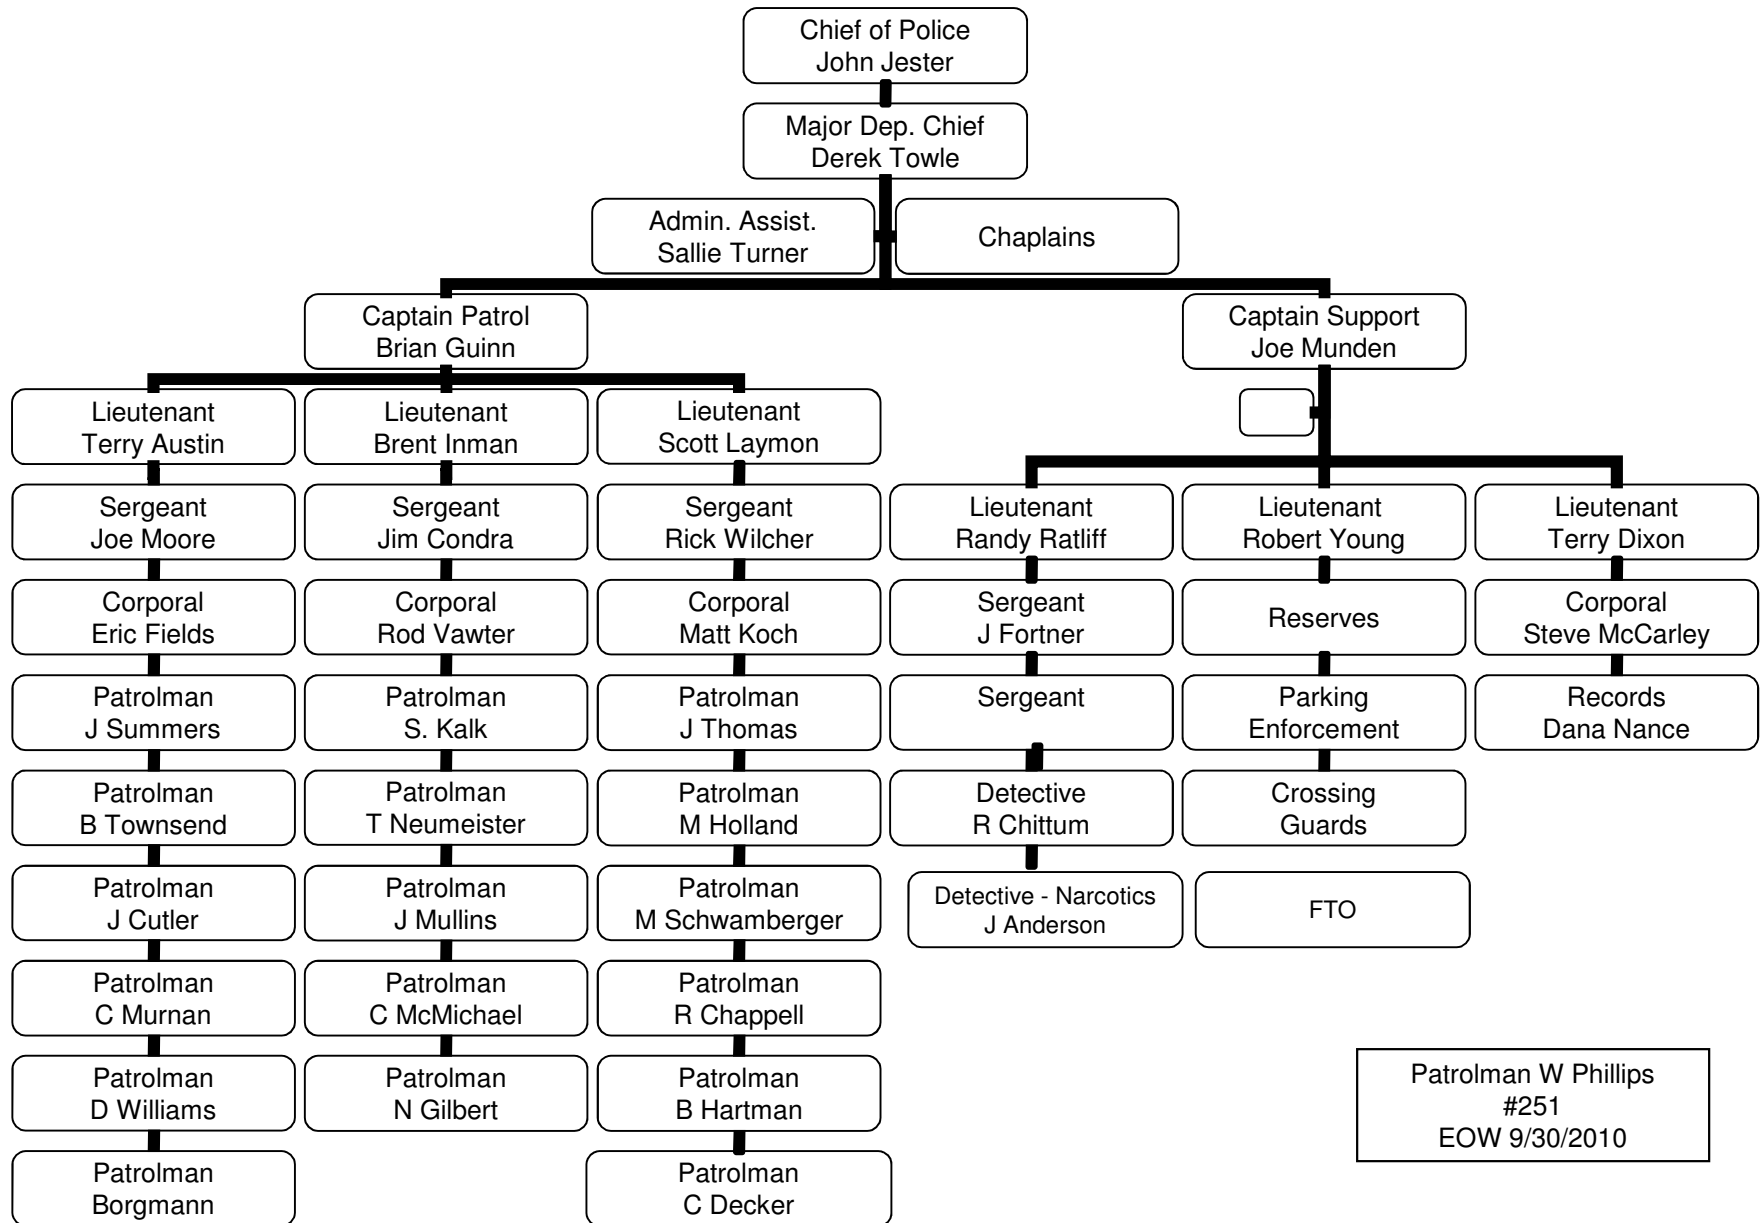 Chief of Police
John Jester
Major Dep. Chief
Derek Towle
Admin. Assist.
Sallie Turner
Chaplains
Captain Patrol
Brian Guinn
Captain Support
Joe Munden
Lieutenant
Terry Austin
Lieutenant
Brent Inman
Lieutenant
Scott Laymon
Sergeant
Joe Moore
Sergeant
Jim Condra
Sergeant
Rick Wilcher
Lieutenant
Randy Ratliff
Lieutenant
Robert Young
Lieutenant
Terry Dixon
Corporal
Eric Fields
Corporal
Rod Vawter
Corporal
Matt Koch
Sergeant
J Fortner
Reserves
Corporal
Steve McCarley
Patrolman
J Summers
Patrolman
S. Kalk
Patrolman
J Thomas
Sergeant
Parking
Enforcement
Records
Dana Nance
Patrolman
B Townsend
Patrolman
T Neumeister
Patrolman
M Holland
Detective
R Chittum
Crossing
Guards
Patrolman
J Cutler
Patrolman
J Mullins
Patrolman
M Schwamberger
Detective - Narcotics
J Anderson
FTO
Patrolman
C Murnan
Patrolman
C McMichael
Patrolman
R Chappell
Patrolman
D Williams
Patrolman
N Gilbert
Patrolman
B Hartman
Patrolman W Phillips
#251
EOW 9/30/2010
Patrolman
Borgmann
Patrolman
C Decker